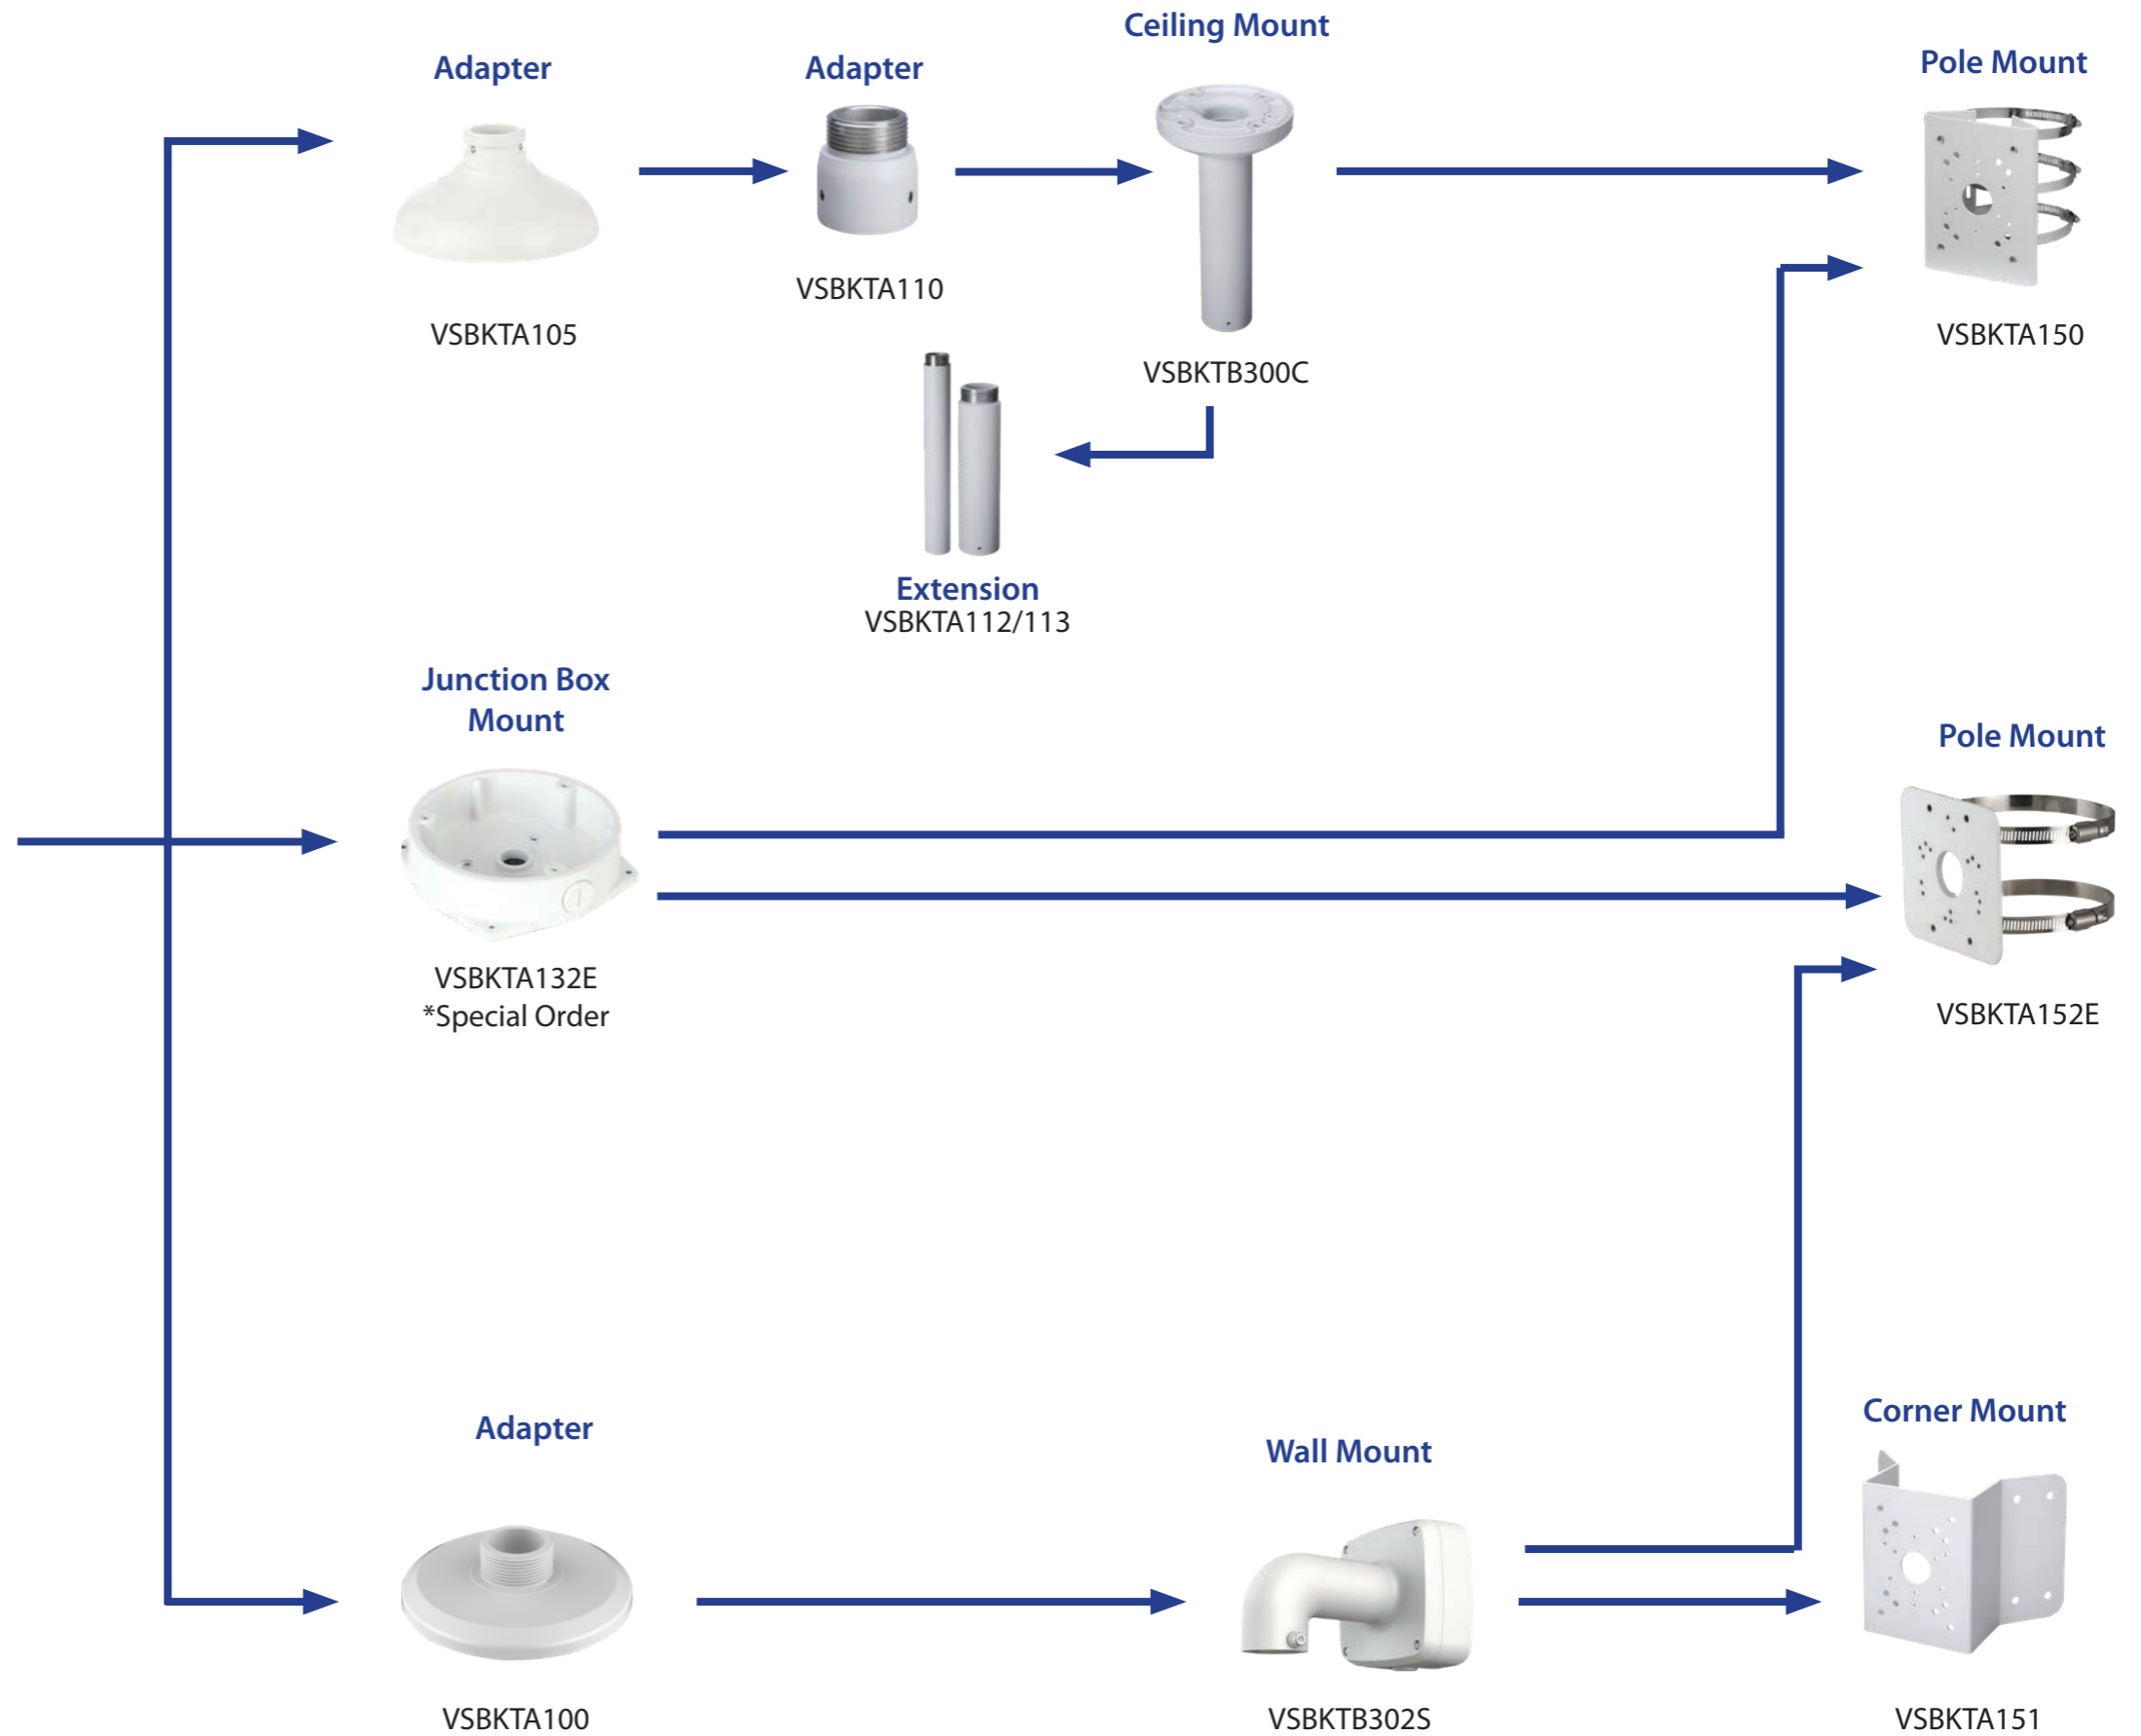 Ceiling Mount
Adapter
Adapter
Pole Mount
VSBKTA105
VSBKTA110
VSBKTB300C
VSBKTA150
Extension
VSBKTA112/113
Junction Box
Mount
Pole Mount
VSBKTA132E
*Special Order
VSBKTA152E
Adapter
Wall Mount
Corner Mount
VSBKTA100
VSBKTB302S
VSBKTA151